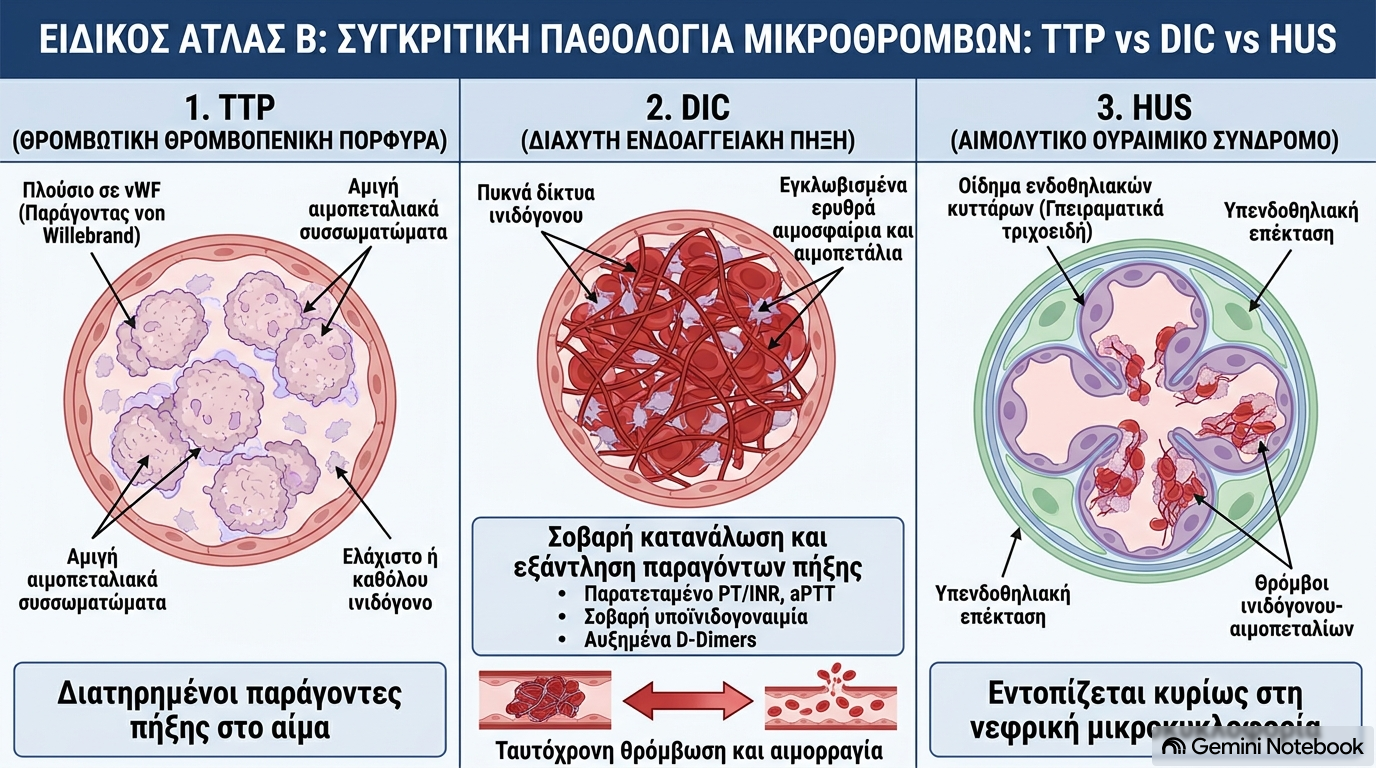 ΕΙΔΙΚΟΣ ΑΤΛΑΣ Β: ΣΥΓΚΡΙΤΙΚΗ ΠΑΘΟΛΟΓΙΑ ΜΙΚΡΟΘΡΟΜΒΩΝ: TTP vs DIC vs HUS
1. TTP
(ΘΡΟΜΒΩΤΙΚΗ ΘΡΟΜΒΟΠΕΝΙΚΗ ΠΟΡΦΥΡΑ)
Πλούσιο σε vWF
(Παράγοντας von
Willebrand)
Αμιγή
αιμοπεταλιακά
συσσωματώματα
Αμιγή
αιμοπεταλιακά
συσσωματώματα
Ελάχιστο ή
καθόλου
ινιδόγονο
Διατηρημένοι παράγοντες
πήξης στο αίμα
2. DIC
(ΔΙΑΧΥΤΗ ΕΝΔΟΑΓΓΕΙΑΚΗ ΠΗΞΗ)
Πυκνά δίκτυα
ινιδόγονου
Εγκλωβισμένα
ερυθρά
αιμοσφαίρια και
αιμοπετάλια
Σοβαρή κατανάλωση και
εξάντληση παραγόντων πήξης
• Παρατεταμένο PT/INR, aPTT
• Σοβαρή υποϊνιδογοναιμία
• Αυξημένα D-Dimers
Ταυτόχρονη θρόμβωση και αιμορραγία
3. HUS
(ΑΙΜΟΛΥΤΙΚΟ ΟΥΡΑΙΜΙΚΟ ΣΥΝΔΡΟΜΟ)
Οίδημα ενδοθηλιακών
κυττάρων (Γπειραματικά
τριχοειδή)
Υπενδοθηλιακή
επέκταση
Υπενδοθηλιακή
επέκταση
Θρόμβοι
ινιδόγονου-
αιμοπεταλίων
Εντοπίζεται κυρίως στη
νεφρική μικροκυκλοφορία
Gemini Notebook